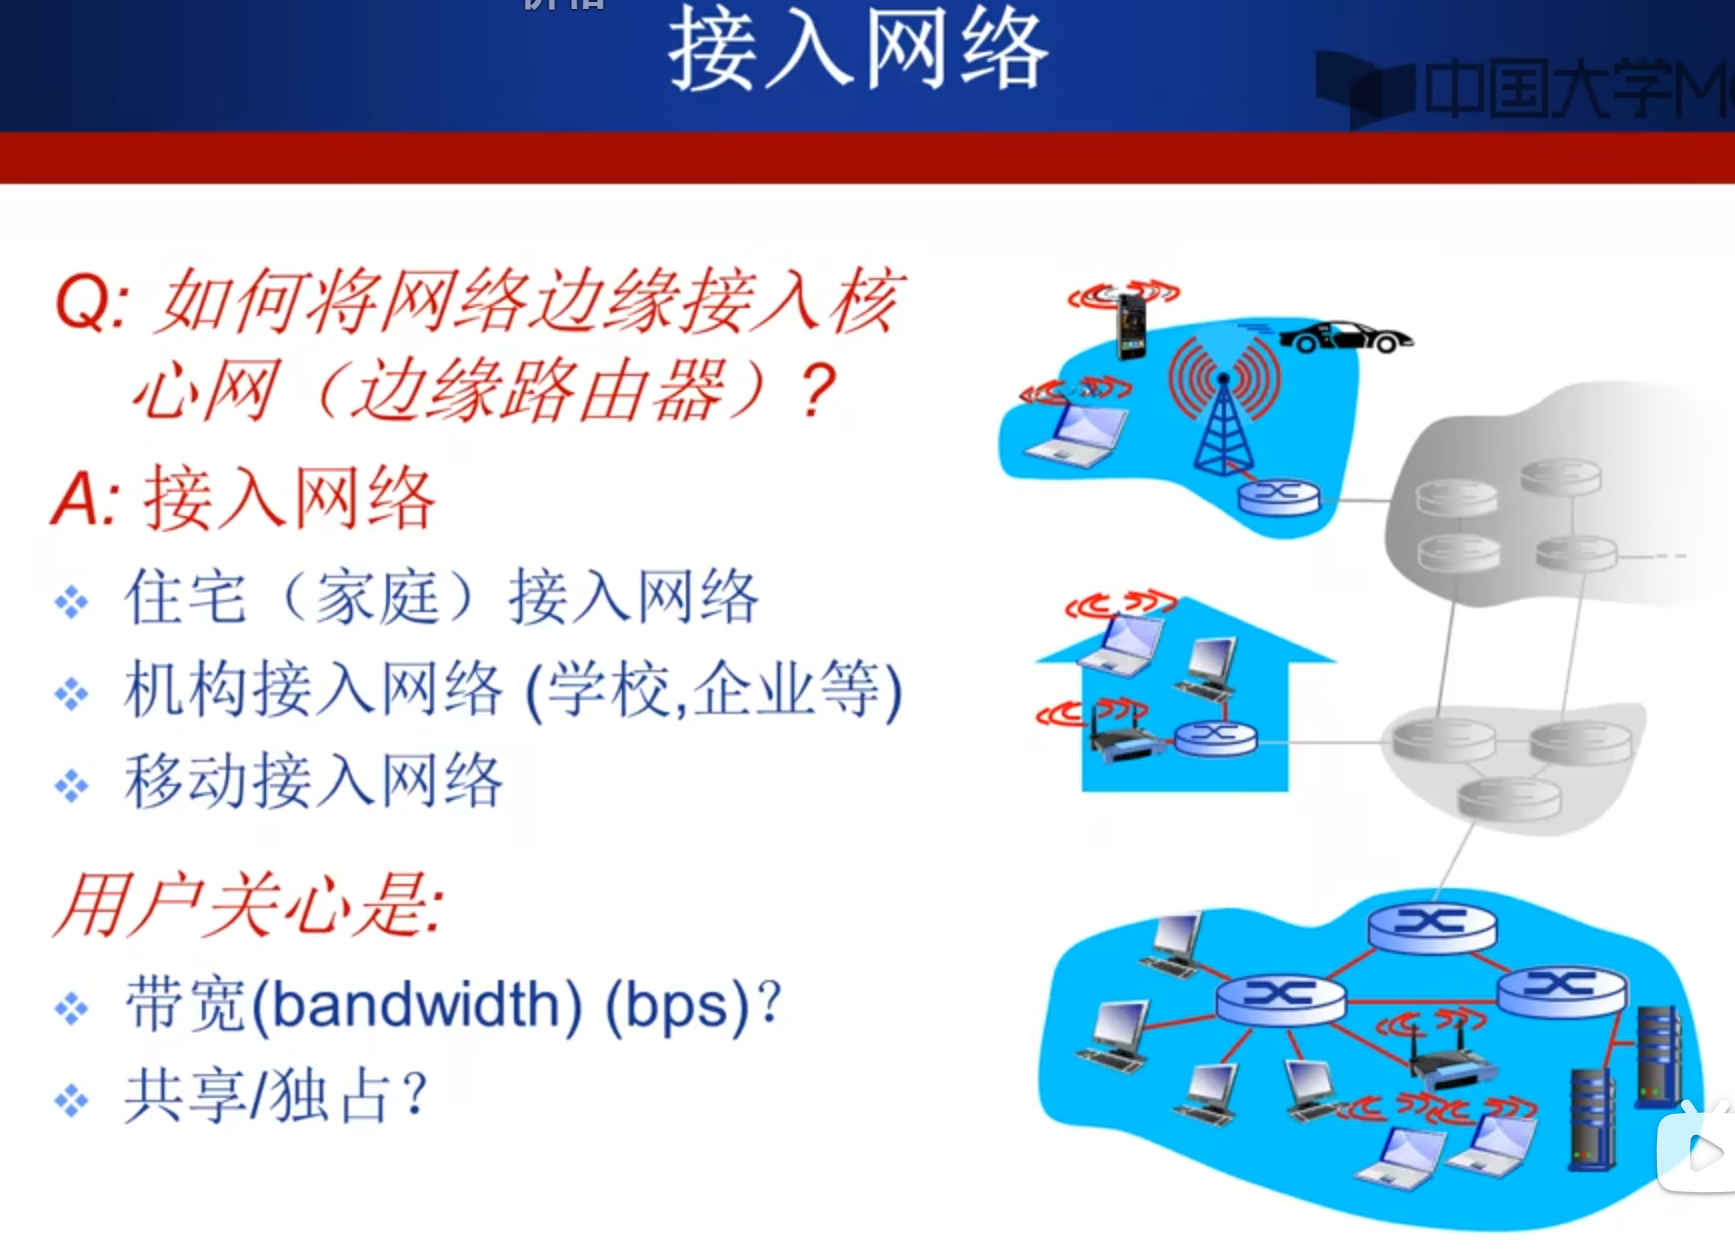 接入网络
中国大学M
Q: 如何将网络边缘接入核
心网（边缘路由器）?
A: 接入网络
住宅（家庭）接入网络
机构接入网络 (学校,企业等)
移动接入网络
用户关心是:
带宽(bandwidth) (bps)?
共享/独占?